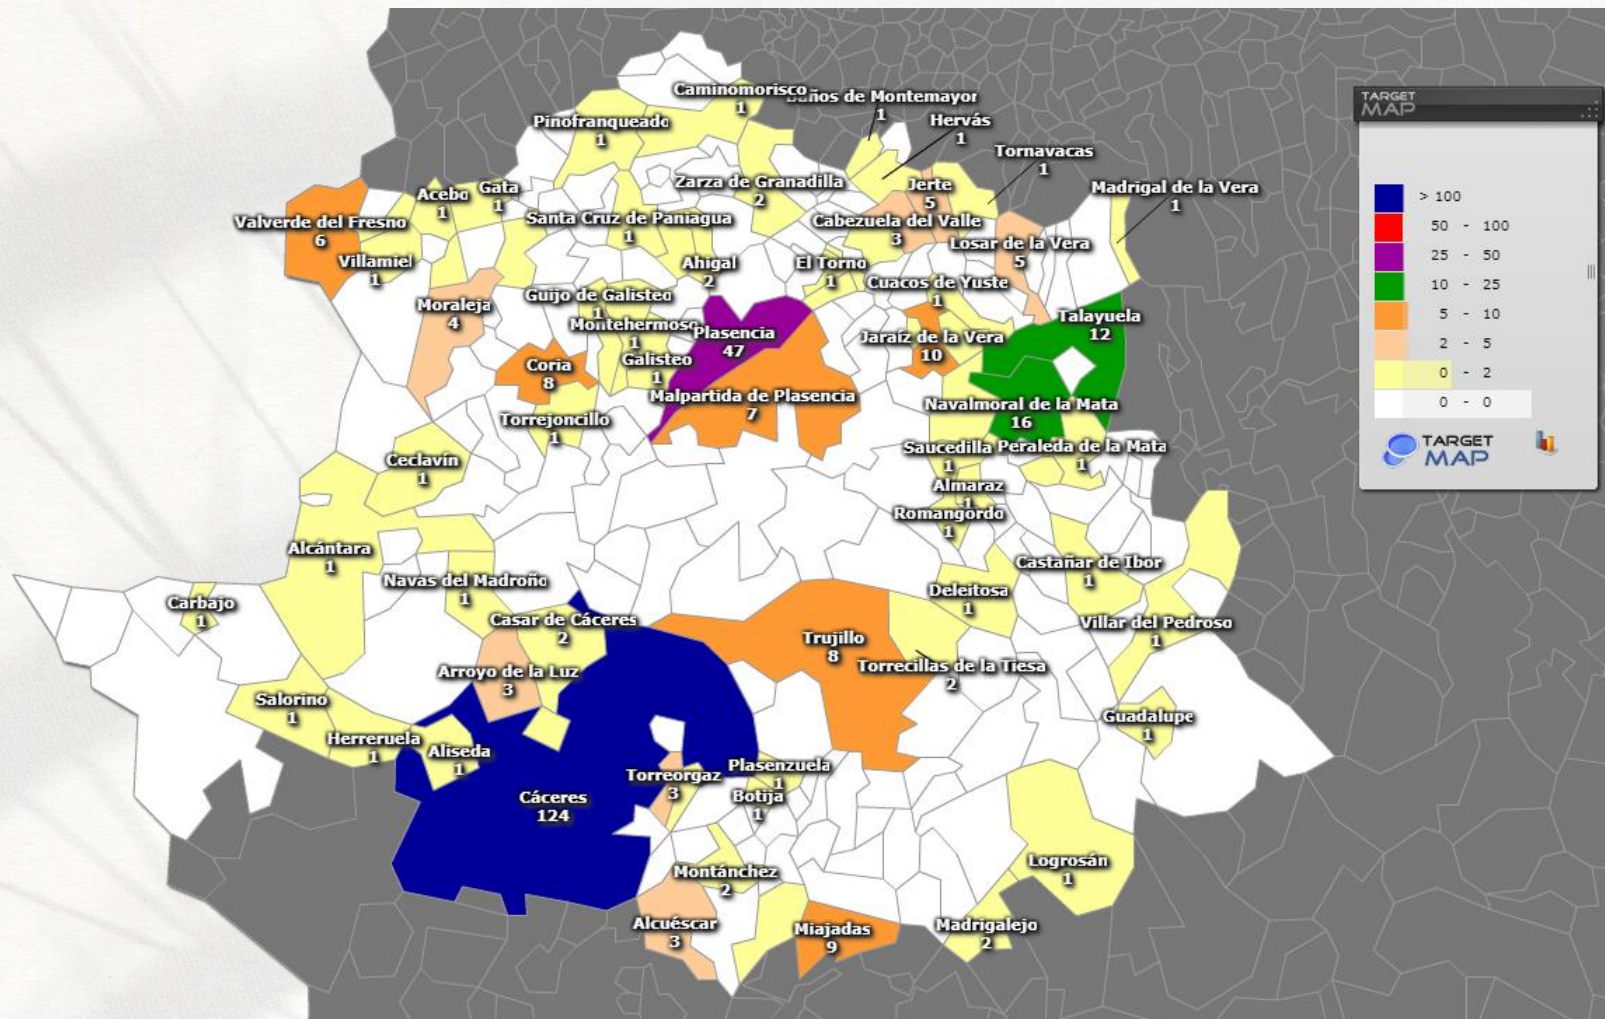 Caminomorisco
1
Baños de Montemayor
1
Pinofranqueado
1
Hervás
1
Tornavacas
1
Madrigal de la Vera
1
Acebo
1
Gata
1
Zarza de Granadilla
2
Jerte
5
Valverde del Fresno
6
Santa Cruz de Paniagua
1
Cabezuela del Valle
3
Losar de la Vera
5
Villamiel
1
Ahigal
2
El Torno
1
Cuacos de Yuste
1
Moraleja
4
Guijo de Galisteo
1
Montehermoso
1
Plasencia
47
Talayuela
12
Jaraíz de la Vera
10
Coria
8
Galisteo
1
Malpartida de Plasencia
7
Navalmoral de la Mata
16
Torrejoncillo
1
Saucedilla
1
Peraleda de la Mata
1
Ceclavín
1
Almaraz
1
Romangordo
1
Alcántara
1
Castañar de Ibor
1
Navas del Madroño
1
Deleitosa
1
Carbajo
1
Casar de Cáceres
2
Villar del Pedroso
1
Trujillo
8
Torrecillas de la Tiesa
2
Arroyo de la Luz
3
Salorino
1
Guadalupe
1
Herreruela
1
Aliseda
1
Torreorgaz
3
Plasenzuela
1
Botija
1
Cáceres
124
Montánchez
2
Logrosán
1
Alcuéscar
3
Miajadas
9
Madrigalejo
2
TARGET
MAP
> 100
50 - 100
25 - 50
10 - 25
5 - 10
2 - 5
0 - 2
0 - 0
TARGET
MAP